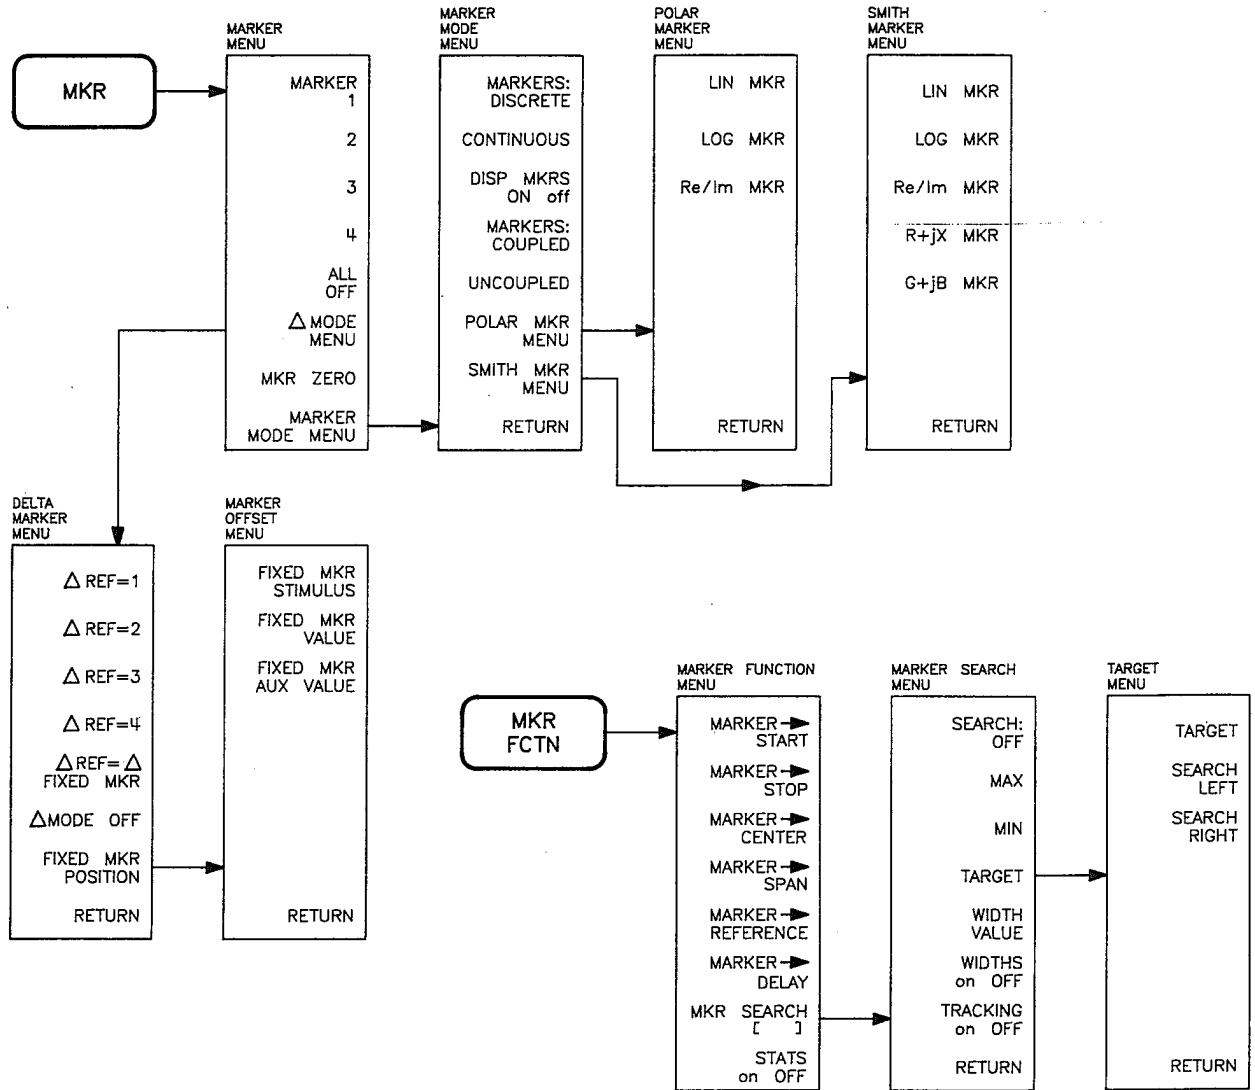 MKR
MARKER
MENU
MARKER
1
2
3
4
ALL
OFF
△ MODE
MENU
MKR ZERO
MARKER
MODE MENU
MARKER
MODE
MENU
MARKERS:
DISCRETE
CONTINUOUS
DISP MKRS
ON off
MARKERS:
COUPLED
UNCOUPLED
POLAR MKR
MENU
SMITH MKR
MENU
RETURN
POLAR
MARKER
MENU
LIN MKR
LOG MKR
Re/Im MKR
RETURN
SMITH
MARKER
MENU
LIN MKR
LOG MKR
Re/Im MKR
R+jX MKR
G+jB MKR
RETURN
DELTA
MARKER
MENU
△ REF=1
△ REF=2
△ REF=3
△ REF=4
△ REF= △
FIXED MKR
△MODE OFF
FIXED MKR
POSITION
RETURN
MARKER
OFFSET
MENU
FIXED MKR
STIMULUS
FIXED MKR
VALUE
FIXED MKR
AUX VALUE
RETURN
MKR
FCTN
MARKER FUNCTION
MENU
MARKER→
START
MARKER→
STOP
MARKER→
CENTER
MARKER→
SPAN
MARKER→
REFERENCE
MARKER→
DELAY
MKR SEARCH
[ ]
STATS
on OFF
MARKER SEARCH
MENU
SEARCH:
OFF
MAX
MIN
TARGET
WIDTH
VALUE
WIDTHS
on OFF
TRACKING
on OFF
RETURN
TARGET
MENU
TARGET
SEARCH
LEFT
SEARCH
RIGHT
RETURN